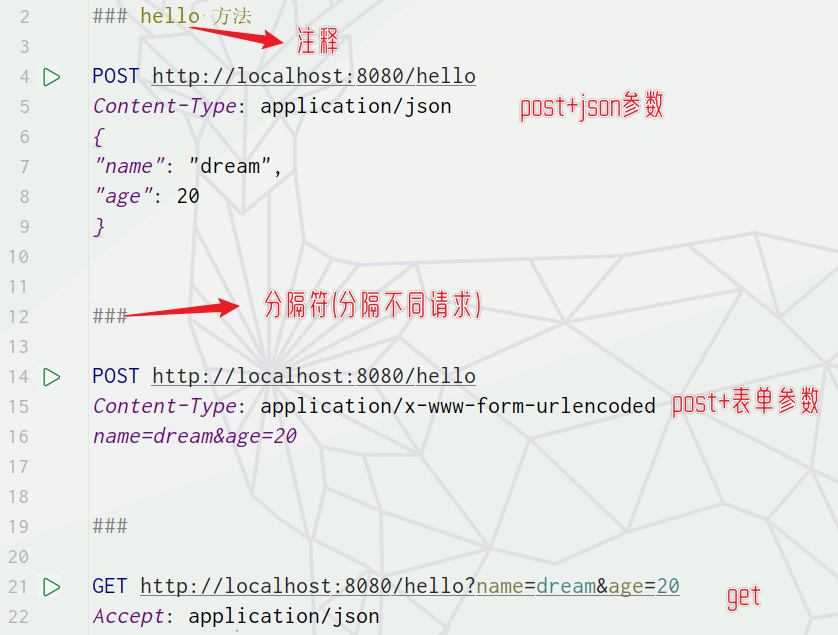 2 ### hello 方法
3 注释
4 POST http://localhost:8080/hello
5 Content-Type: application/json post+json参数
6 {
7 "name": "dream",
8 "age": 20
9 }
10
11
12 ### 分隔符(分隔不同请求)
13
14 POST http://localhost:8080/hello
15 Content-Type: application/x-www-form-urlencoded post+表单参数
16 name=dream&age=20
17
18
19 ###
20
21 GET http://localhost:8080/hello?name=dream&age=20 get
22 Accept: application/json